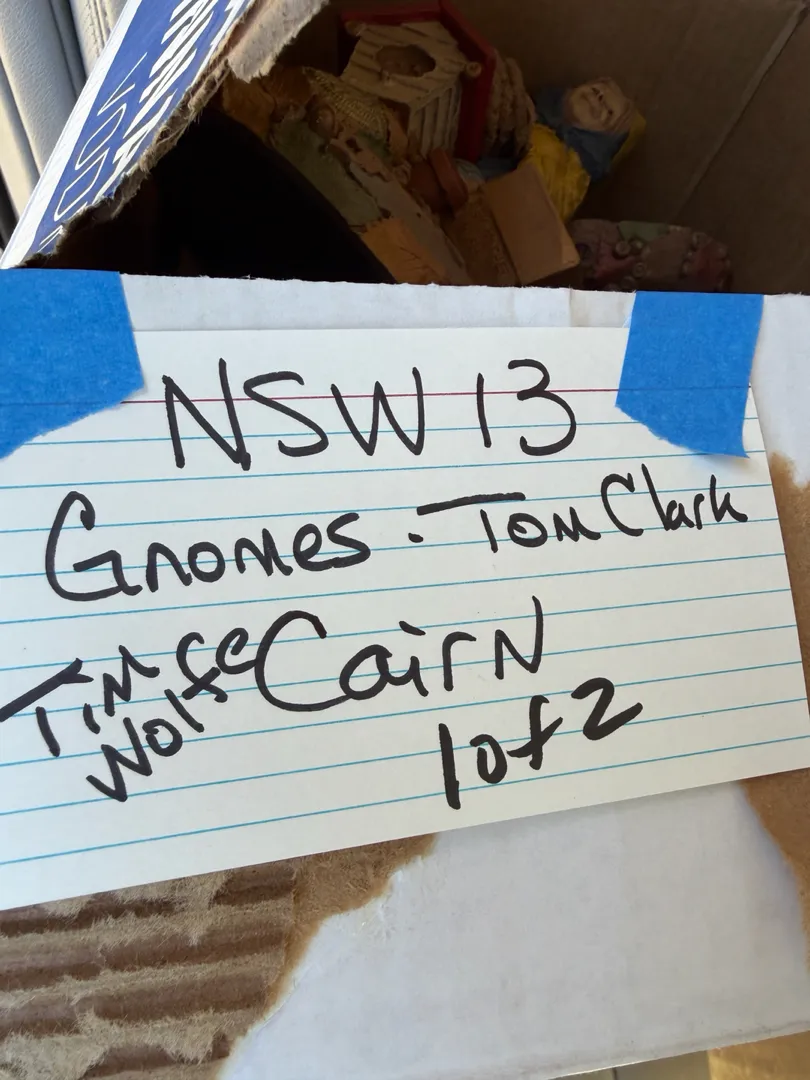 NSW 13
Gnomes. Tom Clark
Tim
Wolfe
Cairn
1 of 2